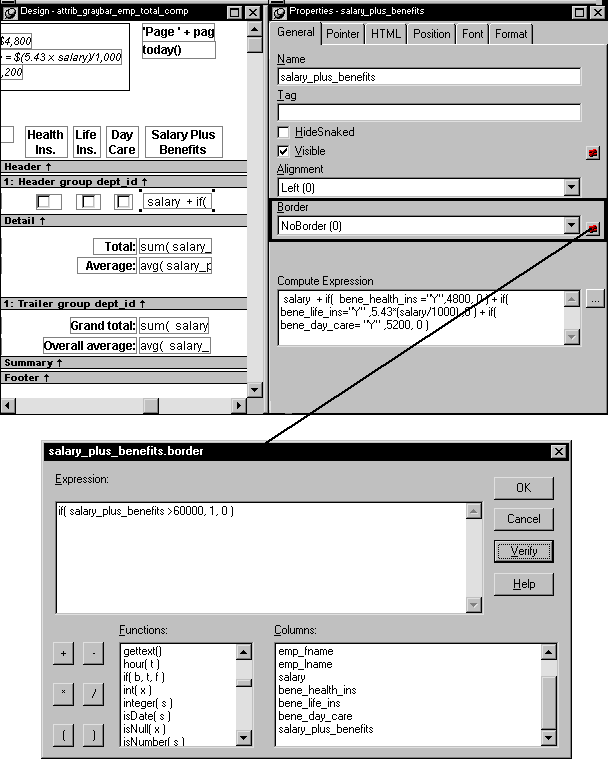 Design - attrib_graybar_emp_total_comp
$4,800
= $(5.43 x salary)/1,000
,200
'Page ' + pag
today()
Health Ins.
Life Ins.
Day Care
Salary Plus Benefits
Header ↑
1: Header group dept_id ↑
salary + if(
Detail ↑
Total:
sum( salary_
Average:
avg( salary_p
1: Trailer group dept_id ↑
Grand total:
sum( salary
Overall average:
avg( salary_
Summary ↑
Footer ↑
Properties - salary_plus_benefits
General
Pointer
HTML
Position
Font
Format
Name
salary_plus_benefits
Tag
HideSnaked
Visible
Alignment
Left (0)
Border
NoBorder (0)
Compute Expression
salary + if( bene_health_ins ="'Y'",4800, 0 ) + if(
bene_life_ins="'Y'" ,5.43*(salary/1000) ,0 ) + if(
bene_day_care= "'Y'" ,5200, 0 )
...
salary_plus_benefits.border
Expression:
if( salary_plus_benefits >60000, 1, 0 )
OK
Cancel
Verify
Help
Functions:
+
-
*
/
(
)
gettext()
hour( t )
if( b, t, f )
int( x )
integer( s )
isDate( s )
isNull( x )
isNumber( s )
Columns:
emp_fname
emp_lname
salary
bene_health_ins
bene_life_ins
bene_day_care
salary_plus_benefits